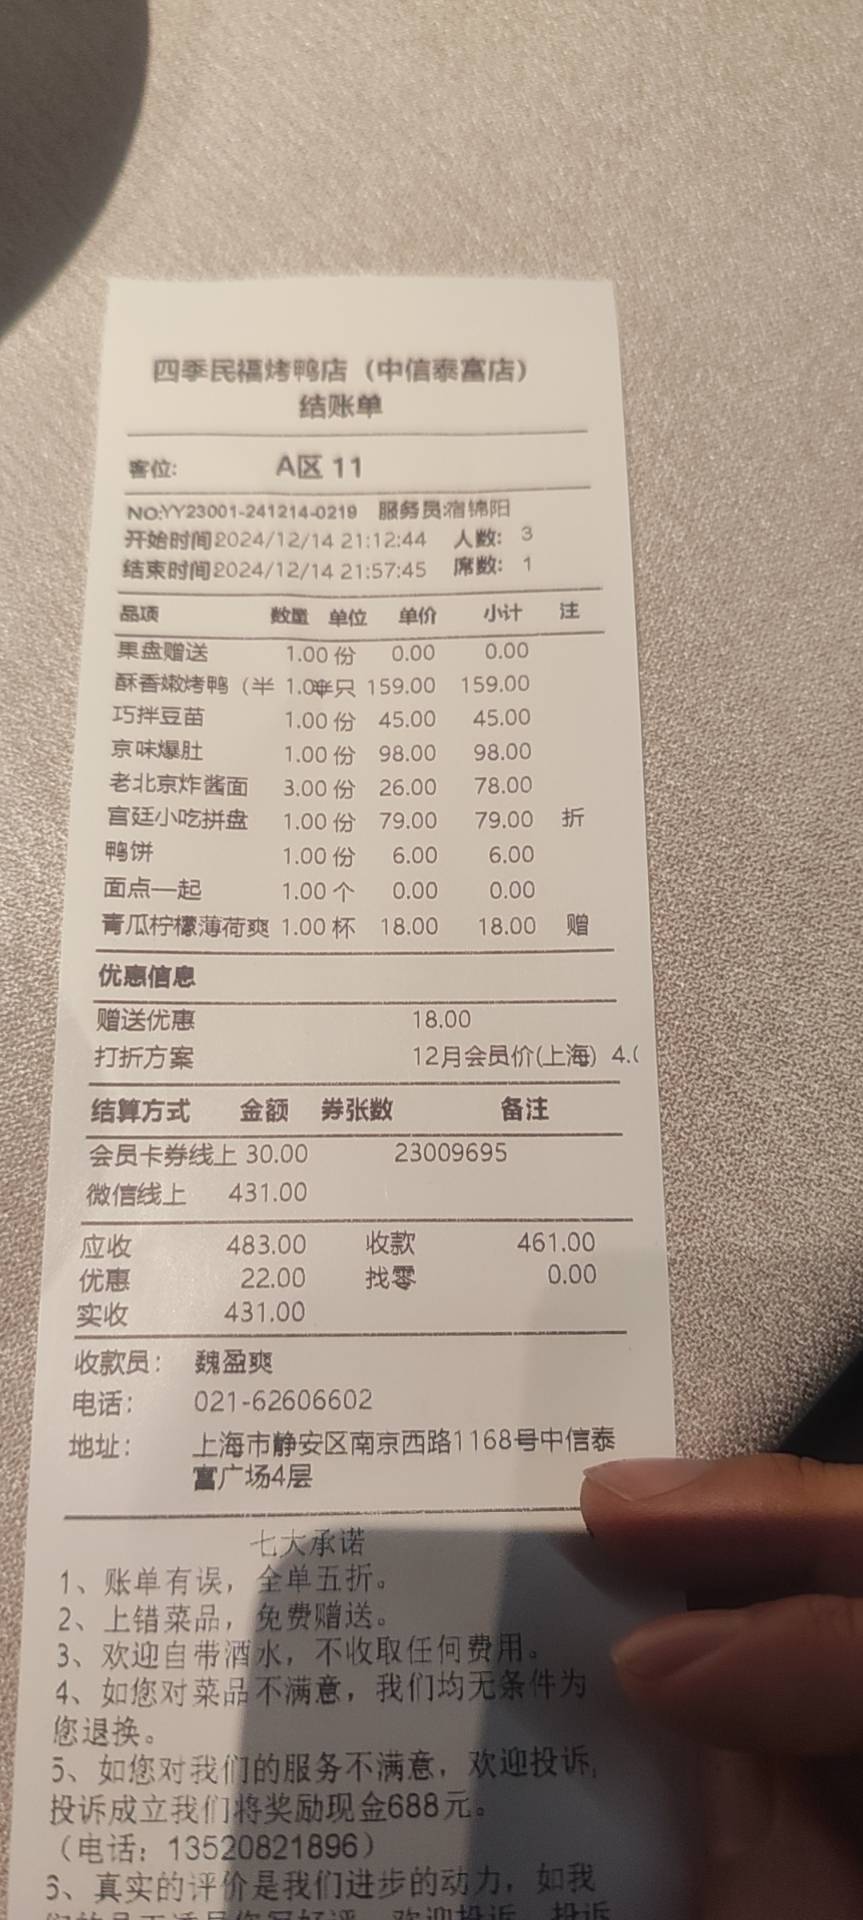 四季民福烤鸭店（中信泰富店）
结账单
客位: A区 11
NO:YY23001-241214-0219 服务员:宿锦阳
开始时间2024/12/14 21:12:44 人数: 3
结束时间2024/12/14 21:57:45 席数: 1
品项 数量 单位 单价 小计 注
果盘赠送 1.00 份 0.00 0.00
酥香嫩烤鸭（半 1.00半只 159.00 159.00
巧拌豆苗 1.00 份 45.00 45.00
京味爆肚 1.00 份 98.00 98.00
老北京炸酱面 3.00 份 26.00 78.00
宫廷小吃拼盘 1.00 份 79.00 79.00 折
鸭饼 1.00 份 6.00 6.00
面点一起 1.00 个 0.00 0.00
青瓜柠檬薄荷爽 1.00 杯 18.00 18.00 赠
优惠信息
赠送优惠 18.00
打折方案 12月会员价(上海) 4.0
结算方式 金额 券张数 备注
会员卡券线上 30.00 23009695
微信线上 431.00
应收 483.00 收款 461.00
优惠 22.00 找零 0.00
实收 431.00
收款员: 魏盈爽
电话: 021-62606602
地址: 上海市静安区南京西路1168号中信泰
富广场4层
七大承诺
1、账单有误，全单五折。
2、上错菜品，免费赠送。
3、欢迎自带酒水，不收取任何费用。
4、如您对菜品不满意，我们均无条件为
您退换。
5、如您对我们的服务不满意，欢迎投诉,
投诉成立我们将奖励现金688元。
（电话：13520821896）
6、真实的评价是我们进步的动力，如我